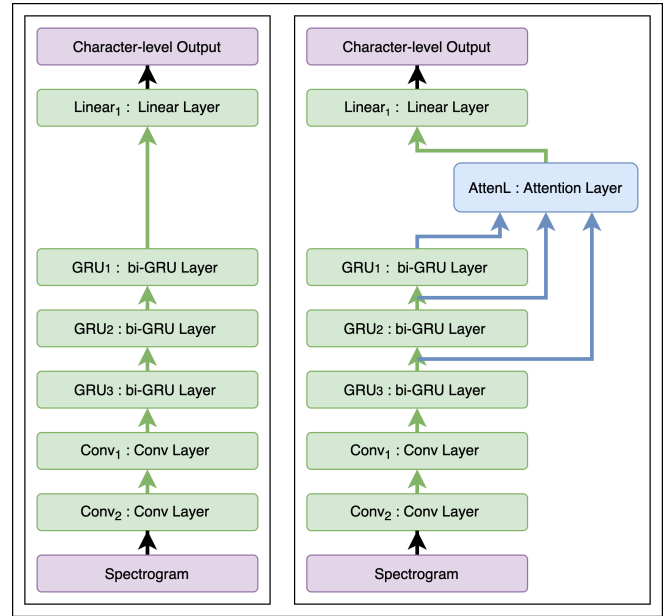 Character-level Output
Linear₁ : Linear Layer
GRU₁ : bi-GRU Layer
GRU₂ : bi-GRU Layer
GRU₃ : bi-GRU Layer
Conv₁ : Conv Layer
Conv₂ : Conv Layer
Spectrogram
Character-level Output
Linear₁ : Linear Layer
AttenL : Attention Layer
GRU₁ : bi-GRU Layer
GRU₂ : bi-GRU Layer
GRU₃ : bi-GRU Layer
Conv₁ : Conv Layer
Conv₂ : Conv Layer
Spectrogram